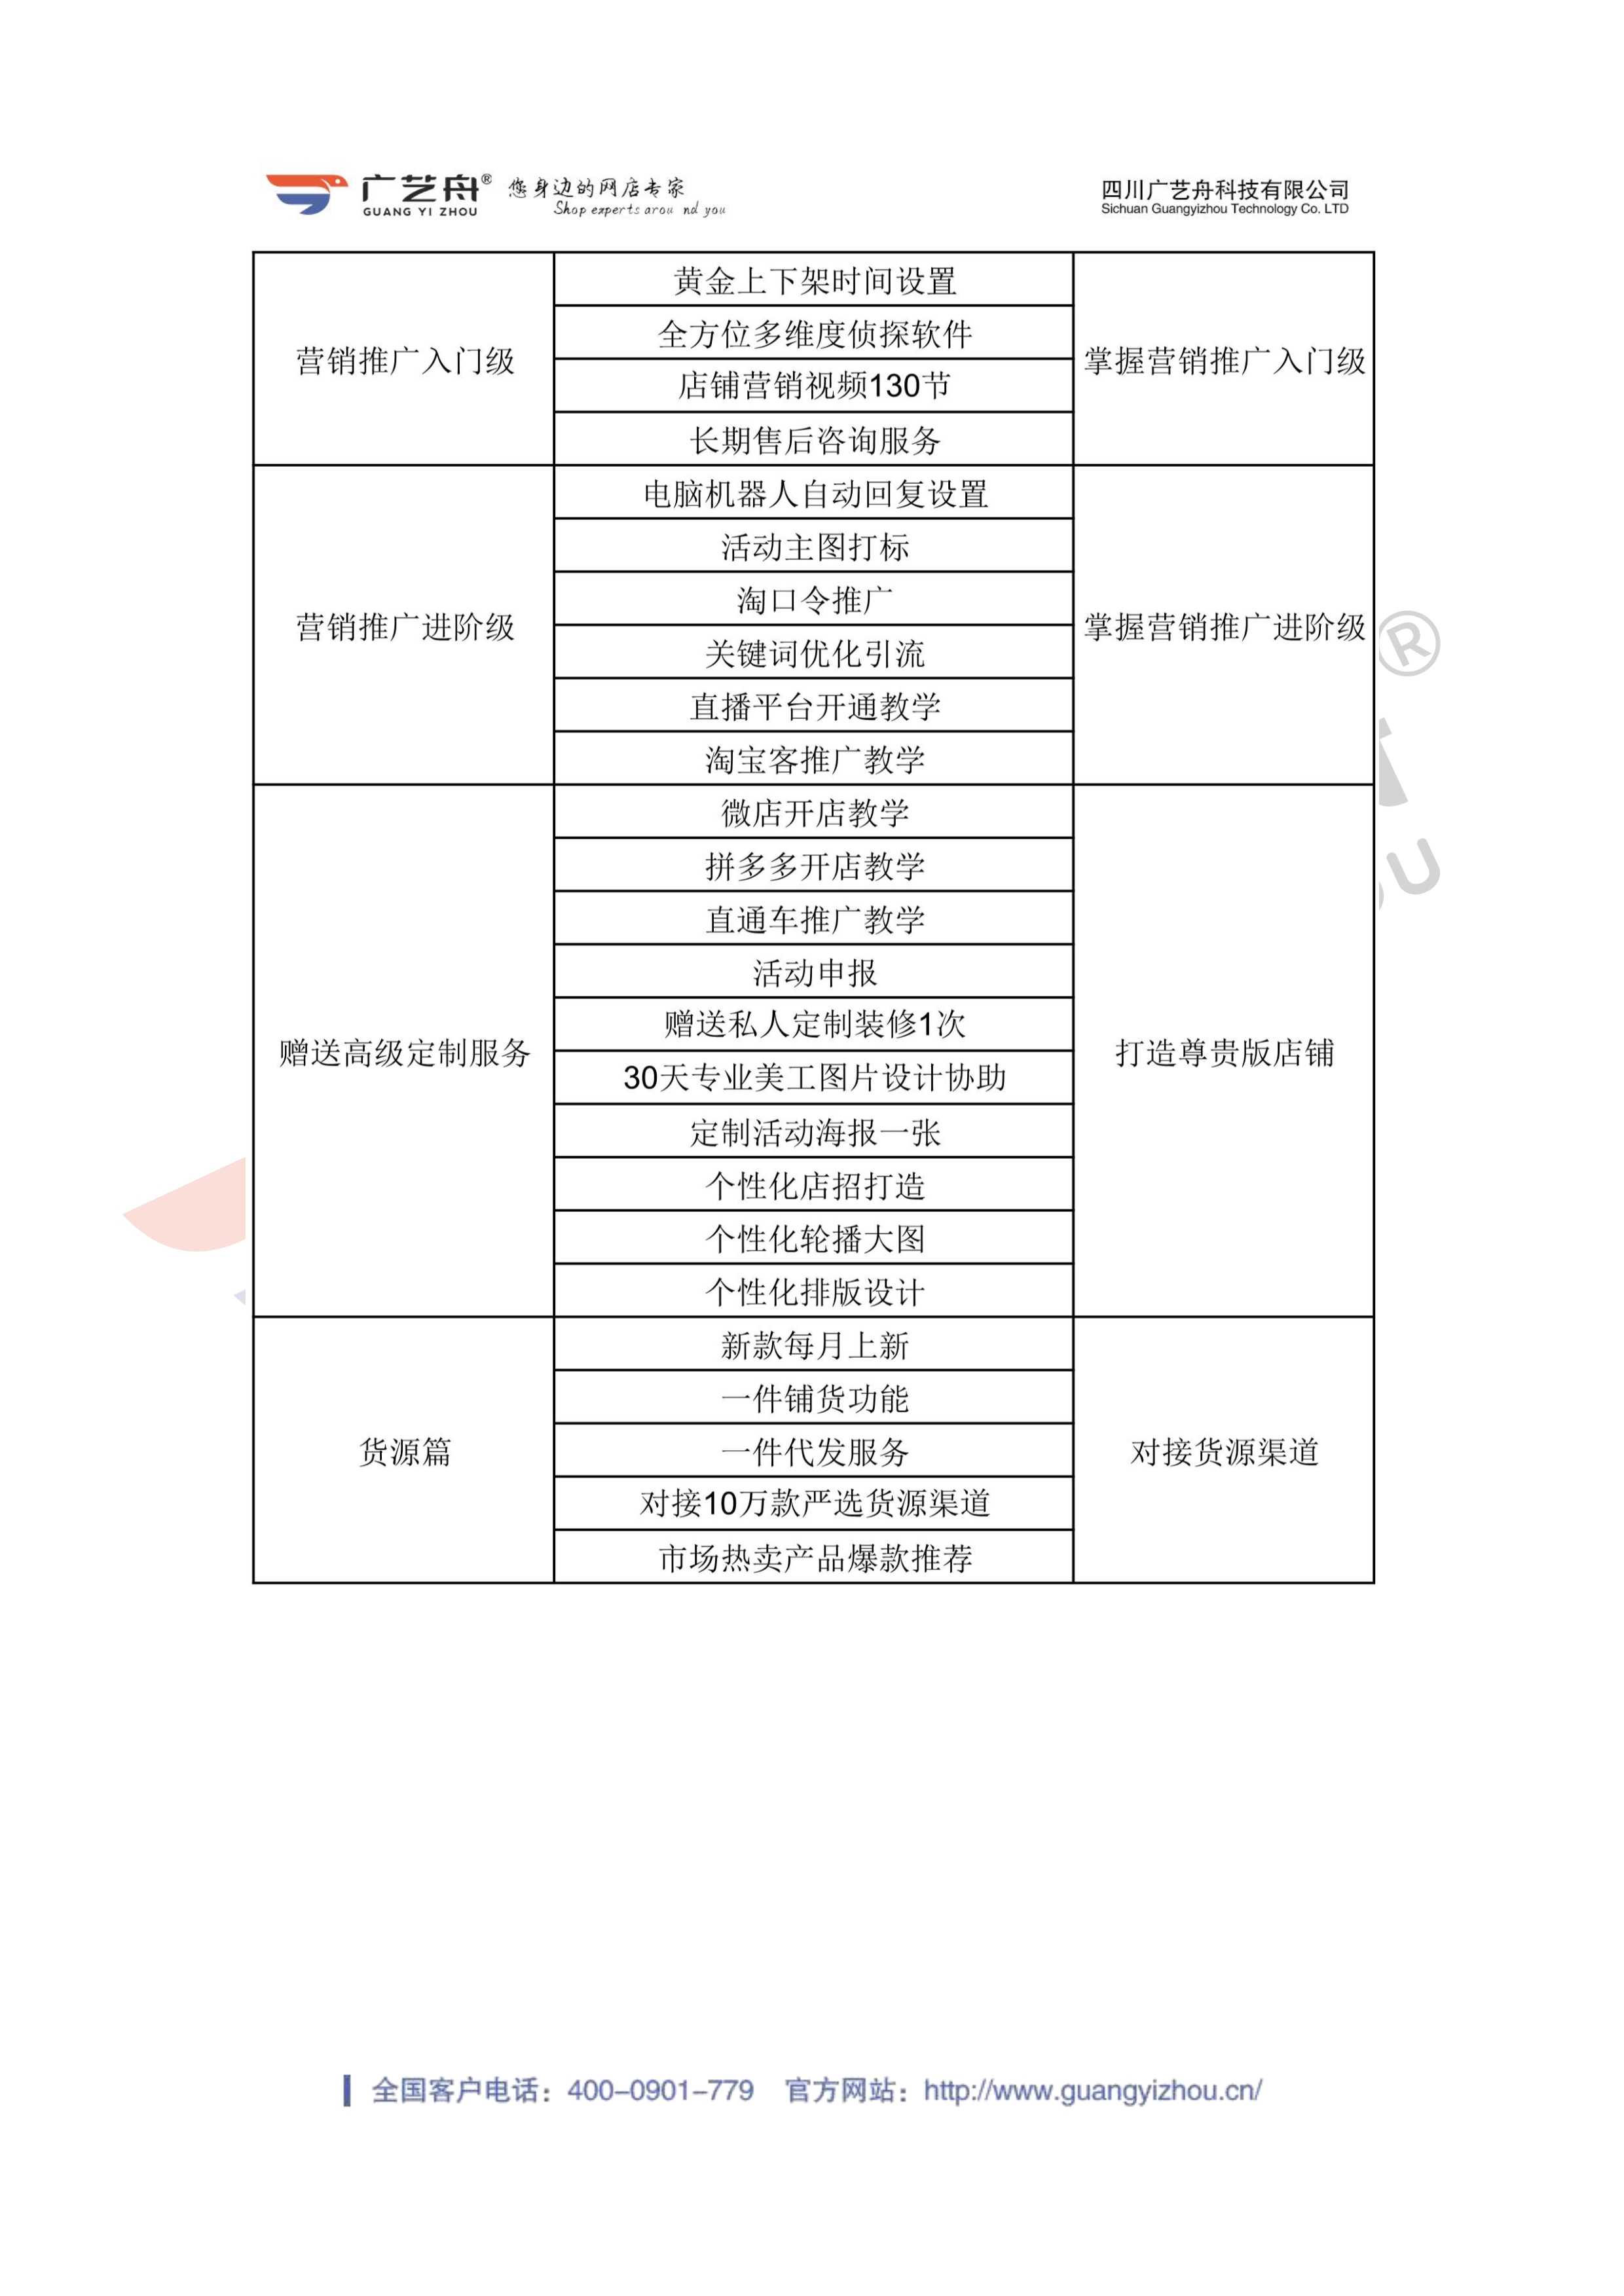 广艺舟®
GUANG YI ZHOU
您身边的网店专家
Shop experts arou nd you
四川广艺舟科技有限公司
Sichuan Guangyizhou Technology Co. LTD
营销推广入门级
黄金上下架时间设置
全方位多维度侦探软件
店铺营销视频130节
长期售后咨询服务
掌握营销推广入门级
营销推广进阶级
电脑机器人自动回复设置
活动主图打标
淘口令推广
关键词优化引流
直播平台开通教学
淘宝客推广教学
掌握营销推广进阶级
赠送高级定制服务
微店开店教学
拼多多开店教学
直通车推广教学
活动申报
赠送私人定制装修1次
30天专业美工图片设计协助
定制活动海报一张
个性化店招打造
个性化轮播大图
个性化排版设计
打造尊贵版店铺
货源篇
新款每月上新
一件铺货功能
一件代发服务
对接10万款严选货源渠道
市场热卖产品爆款推荐
对接货源渠道
®
U
全国客户电话：400-0901-779 官方网站：http://www.guangyizhou.cn/